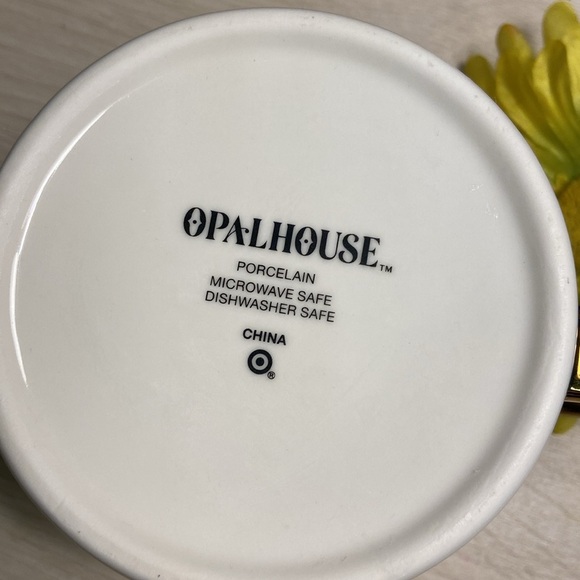 OPALHOUSE™
PORCELAIN
MICROWAVE SAFE
DISHWASHER SAFE
CHINA
®